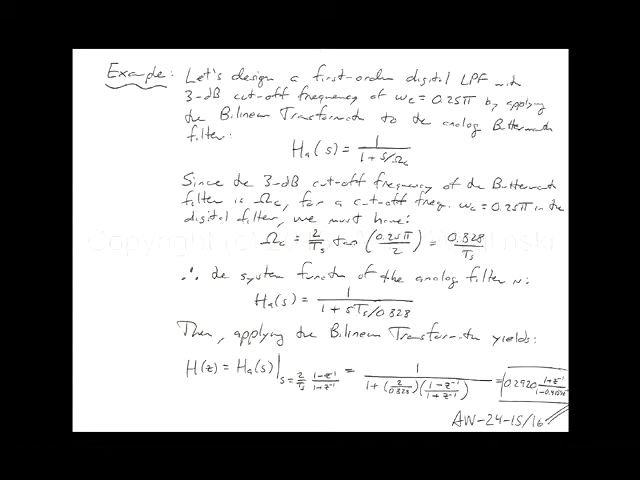 Example: Let's design a first-order digital LPF with
3-dB cut-off frequency of ωc = 0.25π by applying
the Bilinear Transformation to the analog Butterworth
filter:
Ha(s) = 1 / (1 + s/Ωc)
Since the 3-dB cut-off frequency of the Butterworth
filter is Ωc, for a cut-off freq. ωc = 0.25π in the
digital filter, we must have:
Ωc = 2/Ts tan (0.25π/2) = 0.828/Ts
∴ the system function of the analog filter is:
Ha(s) = 1 / (1 + sTs/0.828)
Then, applying the Bilinear Transformation yields:
H(z) = Ha(s)|s = 2/Ts (1-z⁻¹)/(1+z⁻¹) = 1 / (1 + (2/0.828)((1-z⁻¹)/(1+z⁻¹))) = 0.2920 (1+z⁻¹)/
AW-24-15/16
Copyright (c)